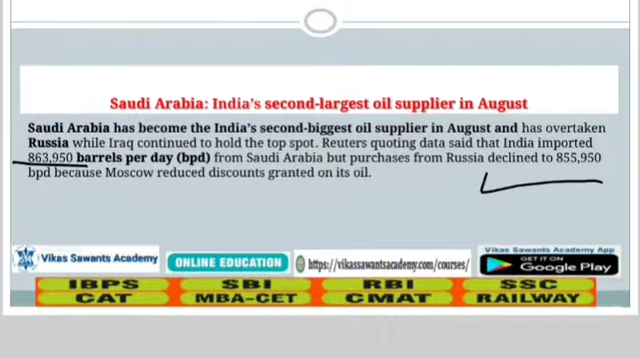 Saudi Arabia: India's second-largest oil supplier in August
Saudi Arabia has become the India's second-biggest oil supplier in August and has overtaken
Russia while Iraq continued to hold the top spot. Reuters quoting data said that India imported
863,950 barrels per day (bpd) from Saudi Arabia but purchases from Russia declined to 855,950
bpd because Moscow reduced discounts granted on its oil.
Vikas Sawants Academy
ONLINE EDUCATION
https://vikassawantsacademy.com/courses/
Vikas Sawants Academy App
GET IT ON
Google Play
IBPS SBI RBI SSC
CAT MBA-CET CMAT RAILWAY